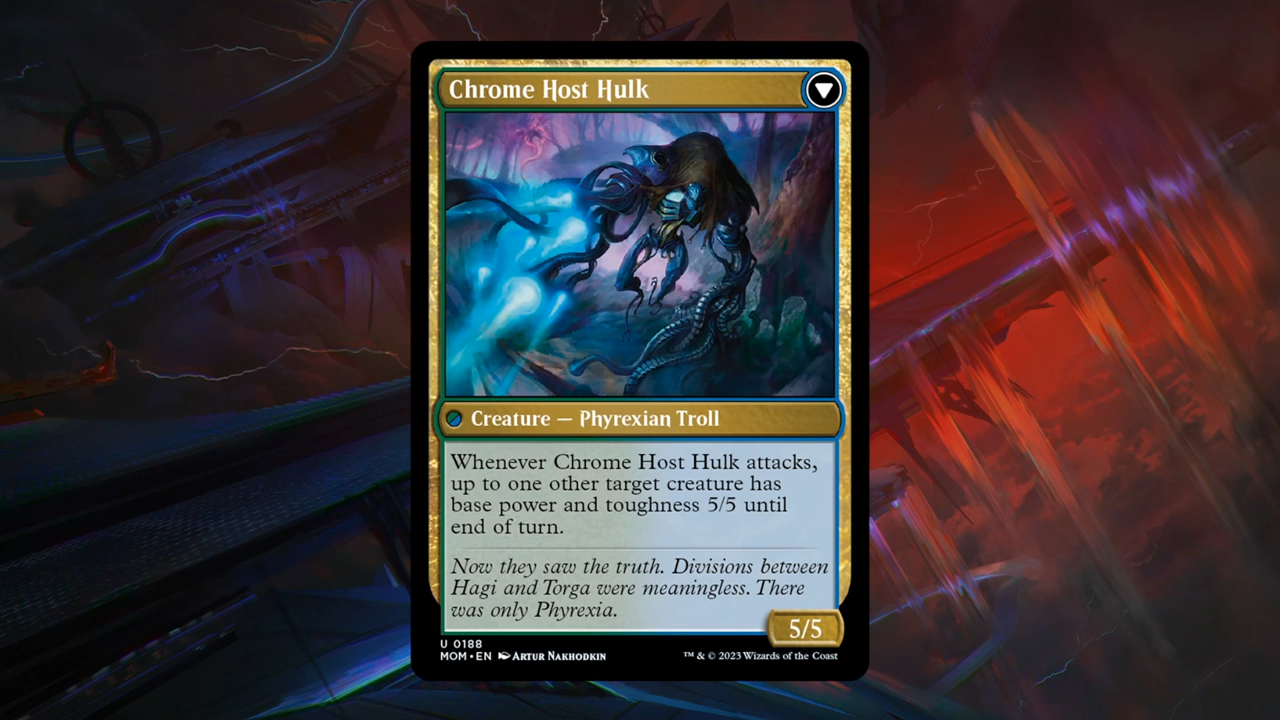 Chrome Host Hulk
Creature — Phyrexian Troll
Whenever Chrome Host Hulk attacks,
up to one other target creature has
base power and toughness 5/5 until
end of turn.
Now they saw the truth. Divisions between
Hagi and Torga were meaningless. There
was only Phyrexia.
5/5
U 0188
MOM • EN Artur Nakhodkin
™ & © 2023 Wizards of the Coast